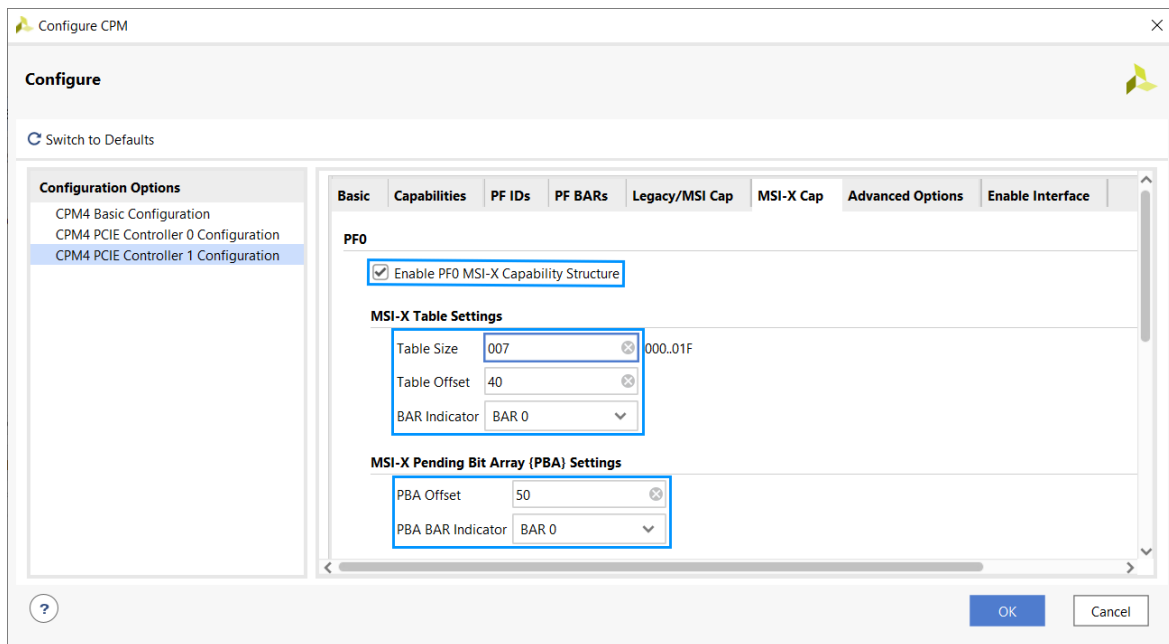 Configure CPM
Configure
Switch to Defaults
Configuration Options
CPM4 Basic Configuration
CPM4 PCIE Controller 0 Configuration
CPM4 PCIE Controller 1 Configuration
Basic Capabilities PF IDs PF BARs Legacy/MSI Cap MSI-X Cap Advanced Options Enable Interface
PF0
Enable PF0 MSI-X Capability Structure
MSI-X Table Settings
Table Size 007 000..01F
Table Offset 40
BAR Indicator BAR 0
MSI-X Pending Bit Array {PBA} Settings
PBA Offset 50
PBA BAR Indicator BAR 0
?
OK Cancel